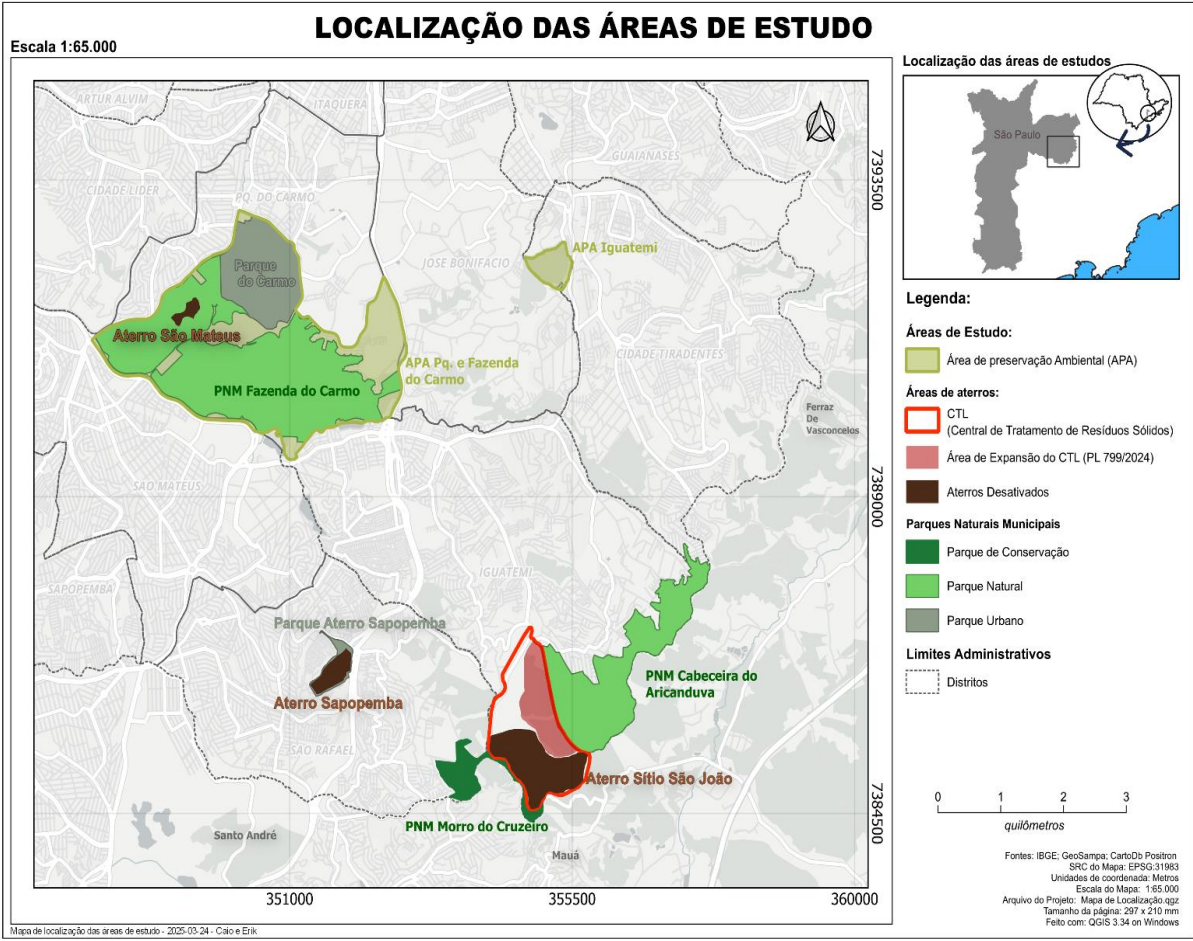 LOCALIZAÇÃO DAS ÁREAS DE ESTUDO
Escala 1:65.000
ARTUR ALVIM
ITAQUERA
GUAIANASES
CIDADE LIDER
PQ. DO CARMO
JOSE BONIFACIO
APA Iguatemi
Parque
do Carmo
Aterro São Mateus
CIDADE TIRADENTES
APA Pq. e Fazenda
do Carmo
PNM Fazenda do Carmo
Ferraz
De
Vasconcelos
SAO MATEUS
IGUATEMI
SAPOPEMBA
Parque Aterro Sapopemba
PNM Cabeceira do
Aricanduva
Aterro Sapopemba
SAO RAFAEL
Aterro Sítio São João
PNM Morro do Cruzeiro
Santo André
Mauá
7393500
7389000
7384500
351000
355500
360000
Mapa de localização das áreas de estudo - 2025-03-24 - Caio e Erik
Localização das áreas de estudos
São Paulo
Legenda:
Áreas de Estudo:
Área de preservação Ambiental (APA)
Áreas de aterros:
CTL
(Central de Tratamento de Resíduos Sólidos)
Área de Expansão do CTL (PL 799/2024)
Aterros Desativados
Parques Naturais Municipais
Parque de Conservação
Parque Natural
Parque Urbano
Limites Administrativos
Distritos
0 1 2 3
quilômetros
Fontes: IBGE; GeoSampa; CartoDb Positron
SRC do Mapa: EPSG:31983
Unidades de coordenada: Metros
Escala do Mapa: 1:65.000
Arquivo do Projeto: Mapa de Localização.qgz
Tamanho da página: 297 x 210 mm
Feito com: QGIS 3.34 on Windows